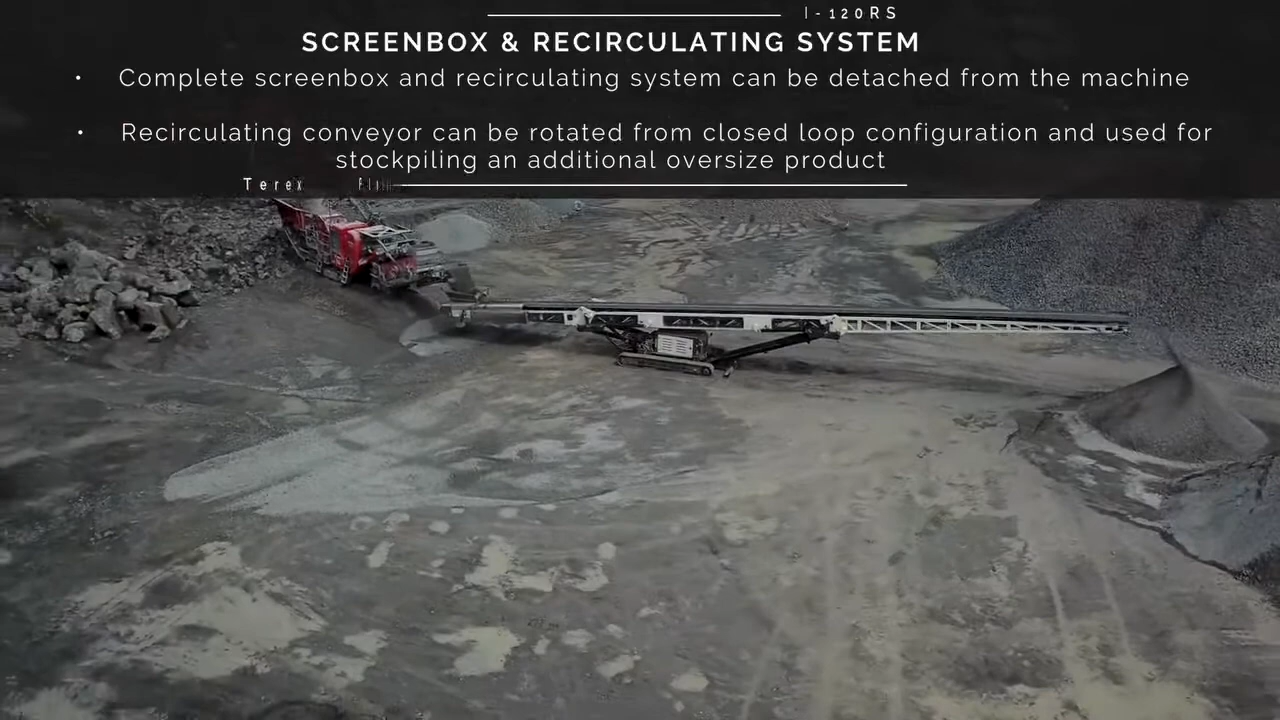 I-120RS
SCREENBOX & RECIRCULATING SYSTEM
• Complete screenbox and recirculating system can be detached from the machine
• Recirculating conveyor can be rotated from closed loop configuration and used for
stockpiling an additional oversize product
Terex